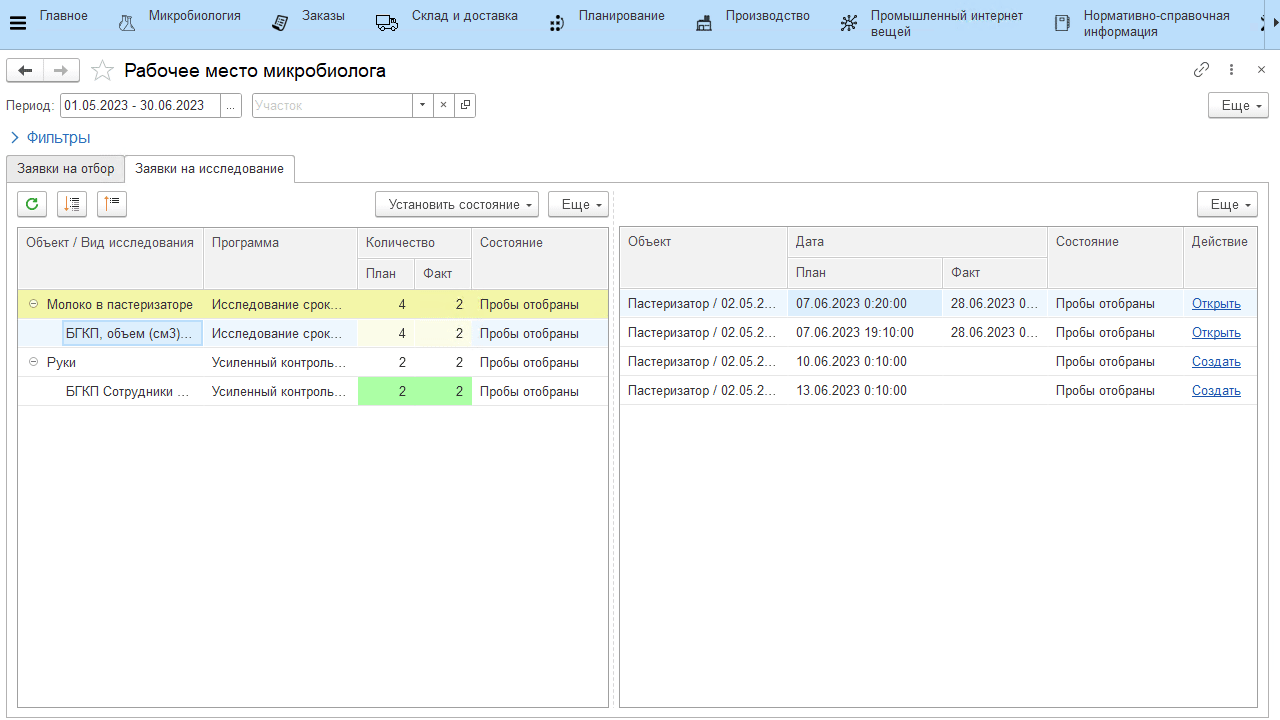 Главное
Микробиология
Заказы
Склад и доставка
Планирование
Производство
Промышленный интернет
вещей
Нормативно-справочная
информация
Рабочее место микробиолога
Период: 01.05.2023 - 30.06.2023 ... Участок
Еще
Фильтры
Заявки на отбор
Заявки на исследование
Установить состояние
Еще
Еще
Объект / Вид исследования Программа Количество Состояние
План Факт
Молоко в пастеризаторе Исследование срок... 4 2 Пробы отобраны
БГКП, объем (см3)... Исследование срок... 4 2 Пробы отобраны
Руки Усиленный контроль... 2 2 Пробы отобраны
БГКП Сотрудники ... Усиленный контроль... 2 2 Пробы отобраны
Объект Дата Состояние Действие
План Факт
Пастеризатор / 02.05.2... 07.06.2023 0:20:00 28.06.2023 0... Пробы отобраны Открыть
Пастеризатор / 02.05.2... 07.06.2023 19:10:00 28.06.2023 0... Пробы отобраны Открыть
Пастеризатор / 02.05.2... 10.06.2023 0:10:00 Пробы отобраны Создать
Пастеризатор / 02.05.2... 13.06.2023 0:10:00 Пробы отобраны Создать